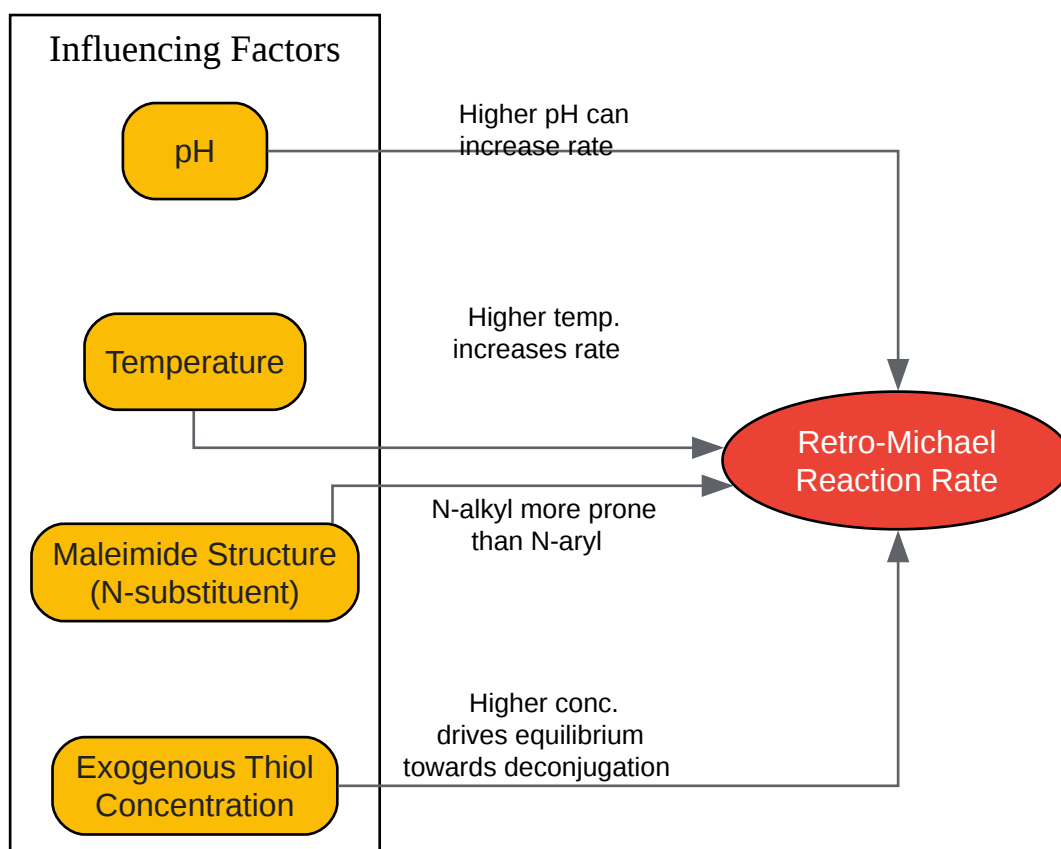 Influencing Factors
pH
Higher pH can
increase rate
Temperature
Higher temp.
increases rate
Retro-Michael
Reaction Rate
Maleimide Structure
(N-substituent)
N-alkyl more prone
than N-aryl
Exogenous Thiol
Concentration
Higher conc.
drives equilibrium
towards deconjugation